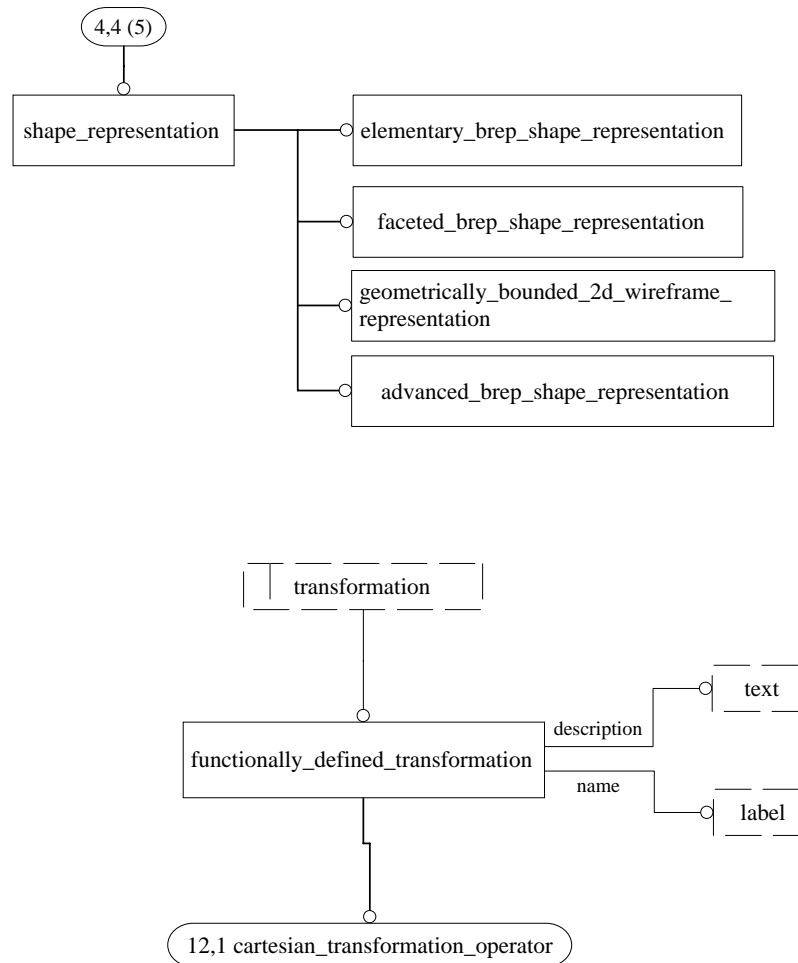 4,4 (5)
shape_representation
elementary_brep_shape_representation
faceted_brep_shape_representation
geometrically_bounded_2d_wireframe_
representation
advanced_brep_shape_representation
transformation
text
description
functionally_defined_transformation
name
label
12,1 cartesian_transformation_operator